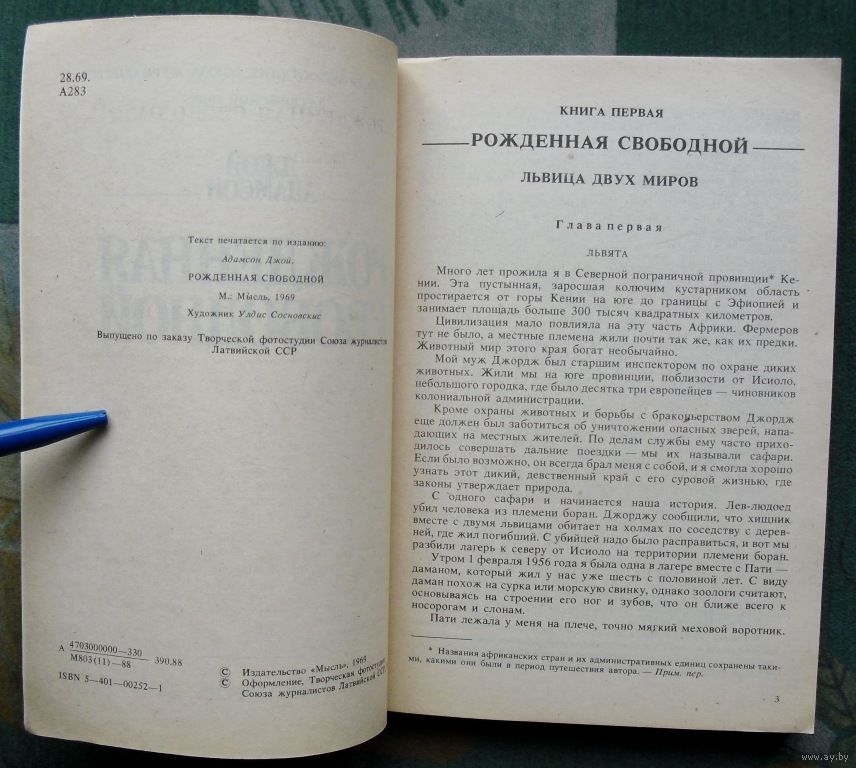 28.69.
А283
Текст печатается по изданию:
Адамсон Джой.
РОЖДЕННАЯ СВОБОДНОЙ
М.: Мысль, 1969
Художник Улдис Сосновскис
Выпущено по заказу Творческой фотостудии Союза журналистов
Латвийской ССР
А 4703000000—330 390.88
М803(11)—88
ISBN 5—401—00252—1
© Издательство «Мысль», 1969
© Оформление, Творческая фотостудия
Союза журналистов Латвийской ССР
КНИГА ПЕРВАЯ
РОЖДЕННАЯ СВОБОДНОЙ
ЛЬВИЦА ДВУХ МИРОВ
Глава первая
ЛЬВЯТА
Много лет прожила я в Северной пограничной провинции* Ке-
нии. Эта пустынная, заросшая колючим кустарником область
простирается от горы Кении на юге до границы с Эфиопией и
занимает площадь больше 300 тысяч квадратных километров.
Цивилизация мало повлияла на эту часть Африки. Фермеров
тут не было, а местные племена жили почти так же, как их предки.
Животный мир этого края богат необычайно.
Мой муж Джордж был старшим инспектором по охране диких
животных. Жили мы на юге провинции, поблизости от Исиоло,
небольшого городка, где было десятка три европейцев — чиновников
колониальной администрации.
Кроме охраны животных и борьбы с браконьерством Джордж
еще должен был заботиться об уничтожении опасных зверей, напа-
дающих на местных жителей. По делам службы ему часто прихо-
дилось совершать дальние поездки — мы их называли сафари.
Если было возможно, он всегда брал меня с собой, и я смогла хорошо
узнать этот дикий, девственный край с его суровой жизнью, где
законы утверждает природа.
С одного сафари и начинается наша история. Лев-людоед
убил человека из племени боран. Джорджу сообщили, что хищник
вместе с двумя львицами обитает на холмах по соседству с дерев-
ней, где жил погибший. С убийцей надо было расправиться, и вот мы
разбили лагерь к северу от Исиоло на территории племени боран.
Утром 1 февраля 1956 года я была одна в лагере вместе с Пати —
даманом, который жил у нас уже шесть с половиной лет. С виду
даман похож на сурка или морскую свинку, однако зоологи считают,
основываясь на строении его ног и зубов, что он ближе всего к
носорогам и слонам.
Пати лежала у меня на плече, точно мягкий меховой воротник.
* Названия африканских стран и их административных единиц сохранены таки-
ми, какими они были в период путешествия автора. — Прим. пер.
3
www.ay.by